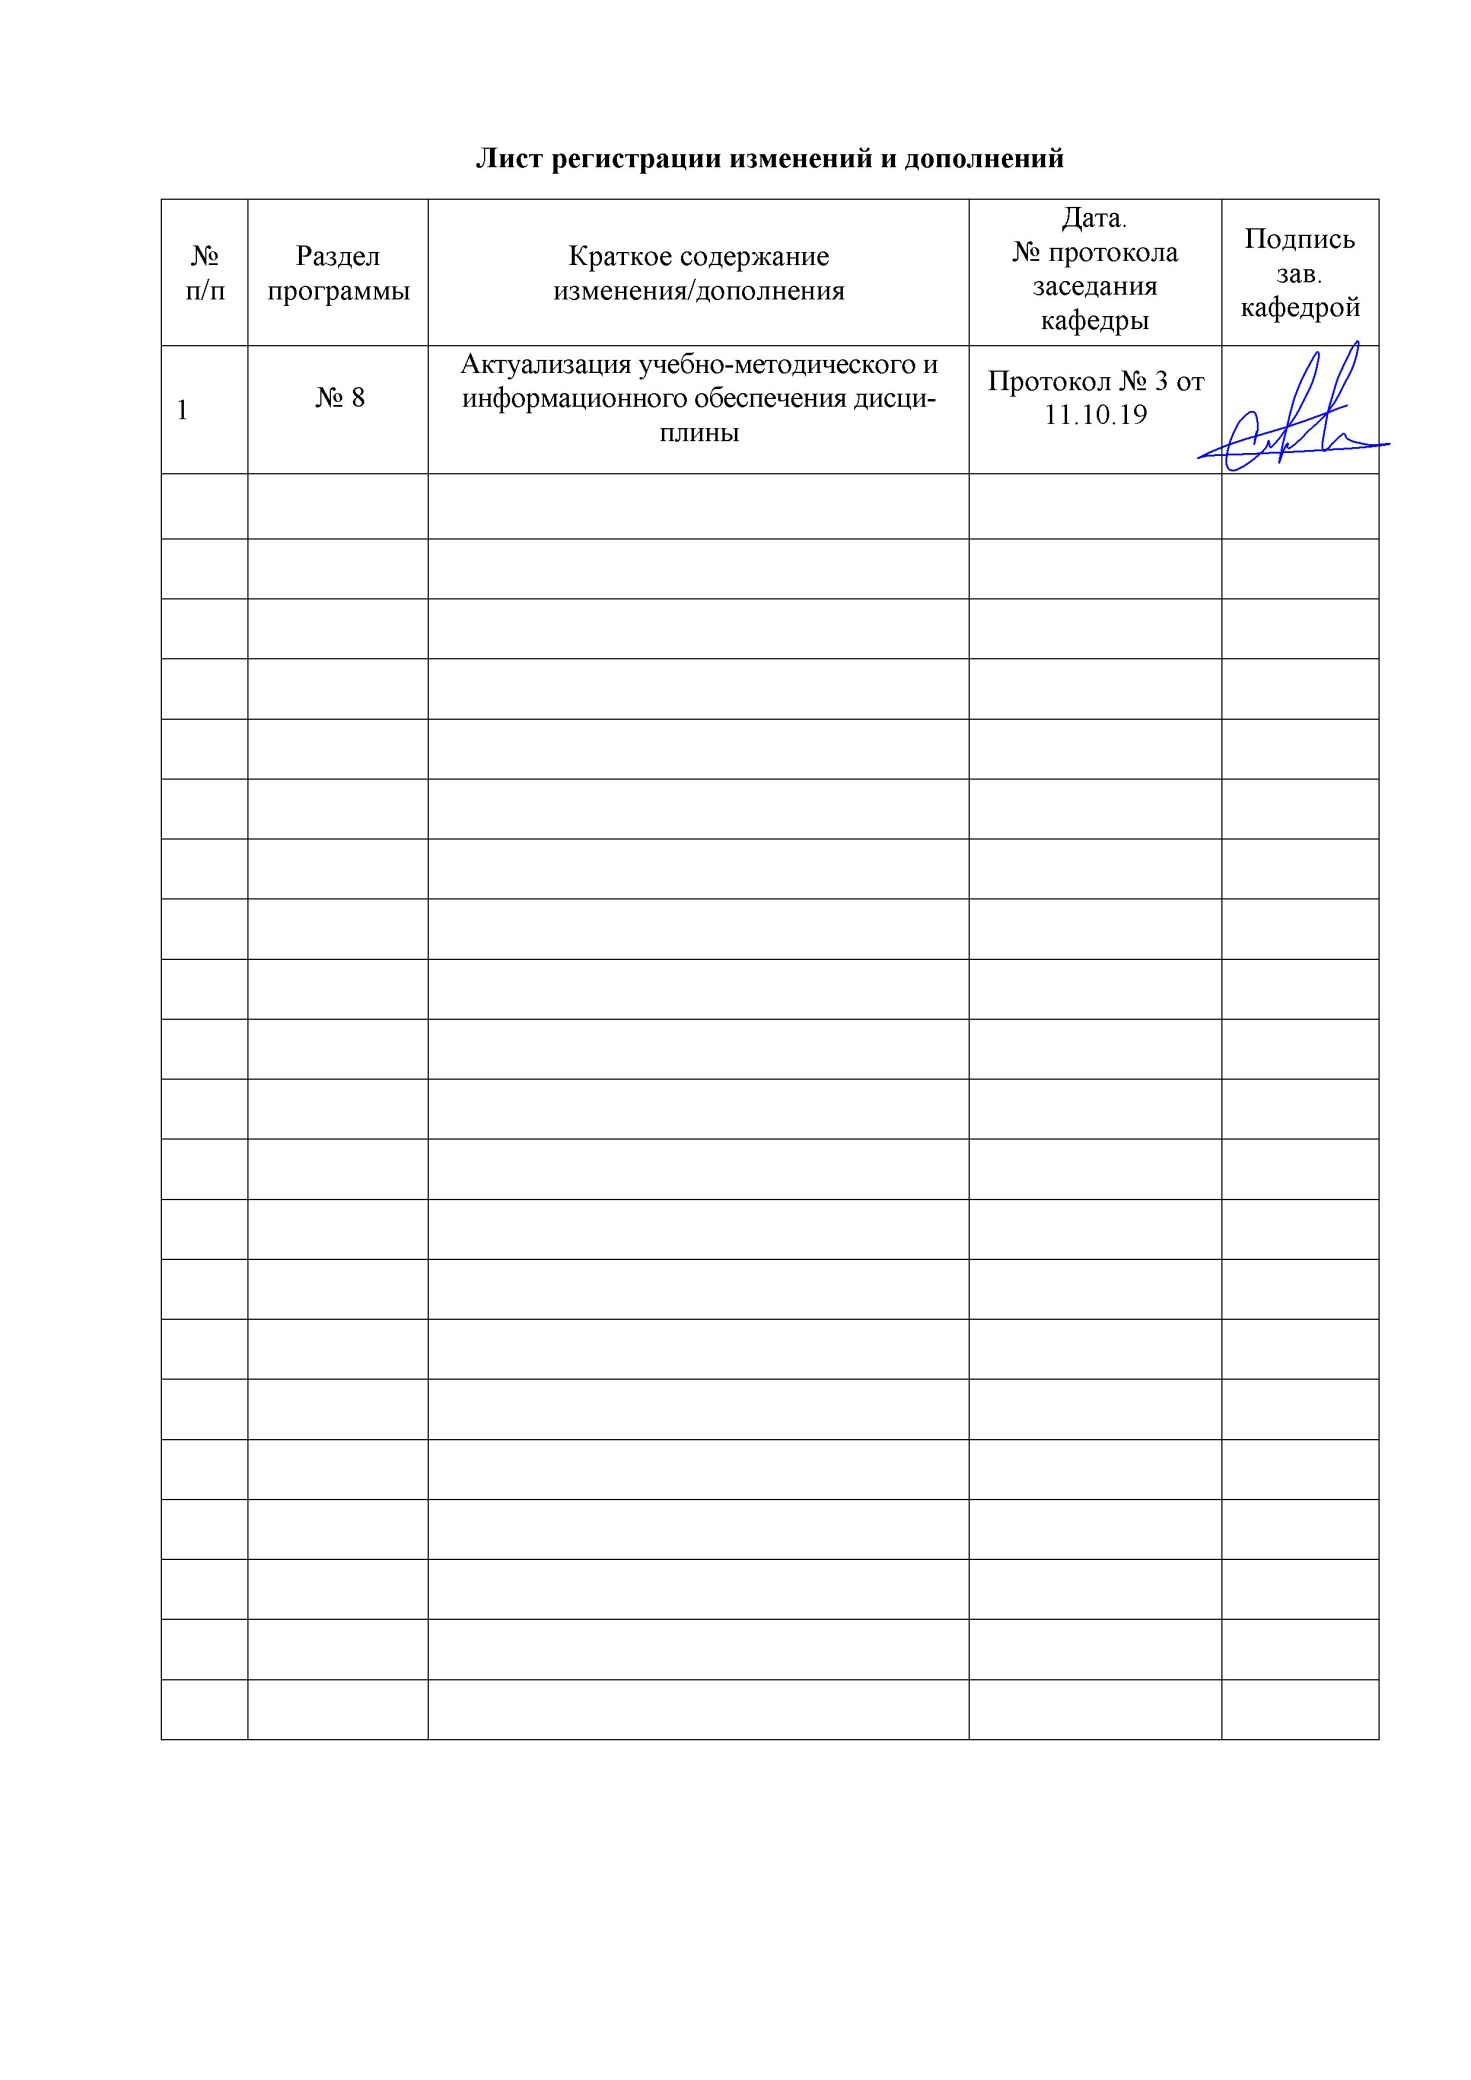 Лист регистрации изменений и дополнений
№
п/п
Раздел
программы
Краткое содержание
изменения/дополнения
Дата.
№ протокола
заседания
кафедры
Подпись
зав.
кафедрой
1
№ 8
Актуализация учебно-методического и
информационного обеспечения дисци-
плины
Протокол № 3 от
11.10.19